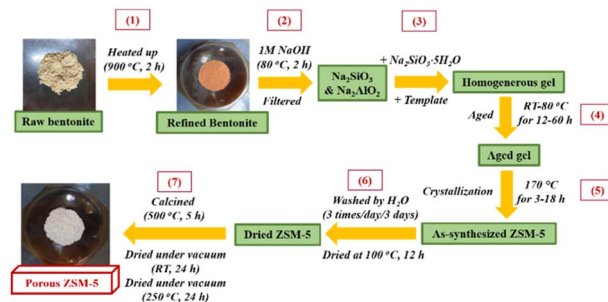 (1)
Heated up
(900 °C, 2 h)
Raw bentonite
Refined Bentonite
(2)
1M NaOH
(80 °C, 2 h)
Filtered
Na₂SiO₃
& Na₂AlO₂
(3)
+ Na₂SiO₃·5H₂O
+ Template
Homogenerous gel
Aged
RT-80 °C
for 12-60 h
(4)
Aged gel
Crystallization
170 °C
for 3-18 h
(5)
As-synthesized ZSM-5
(6)
Washed by H₂O
(3 times/day/3 days)
Dried at 100 °C, 12 h
Dried ZSM-5
(7)
Calcined
(500 °C, 5 h)
Dried under vacuum
(RT, 24 h)
Dried under vacuum
(250 °C, 24 h)
Porous ZSM-5